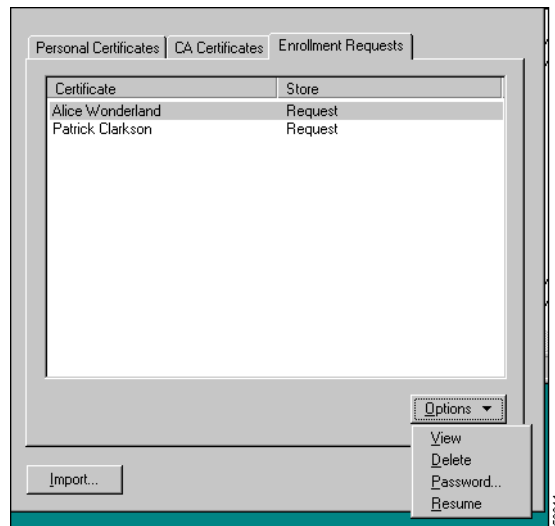 Personal Certificates CA Certificates Enrollment Requests
Certificate Store
Alice Wonderland Request
Patrick Clarkson Request
Options
View
Delete
Password...
Resume
Import...